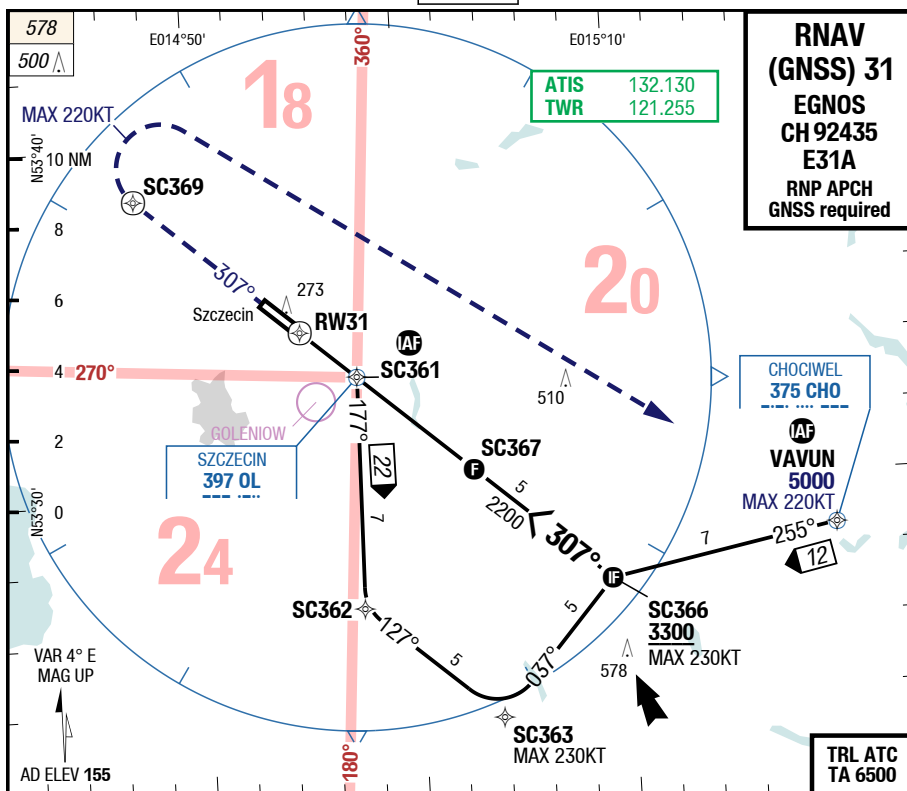 578
500
E014°50'
360°
E015°10'
18
ATIS 132.130
TWR 121.255
RNAV
(GNSS) 31
EGNOS
CH 92435
E31A
RNP APCH
GNSS required
MAX 220KT
N53°40'
10 NM
SC369
8
20
307°
6
273
Szczecin
RW31
IAF
SC361
4
270°
510
CHOCIWEL
375 CHO
IAF
VAVUN
5000
MAX 220KT
177°
GOLENIOW
SZCZECIN
397 OL
22
2
SC367
F
5
2200
N53°30'
0
7
24
307°
7
255°
12
IF
SC366
3300
MAX 230KT
SC362
127°
5
5
037°
578
VAR 4° E
MAG UP
SC363
MAX 230KT
180°
AD ELEV 155
TRL ATC
TA 6500